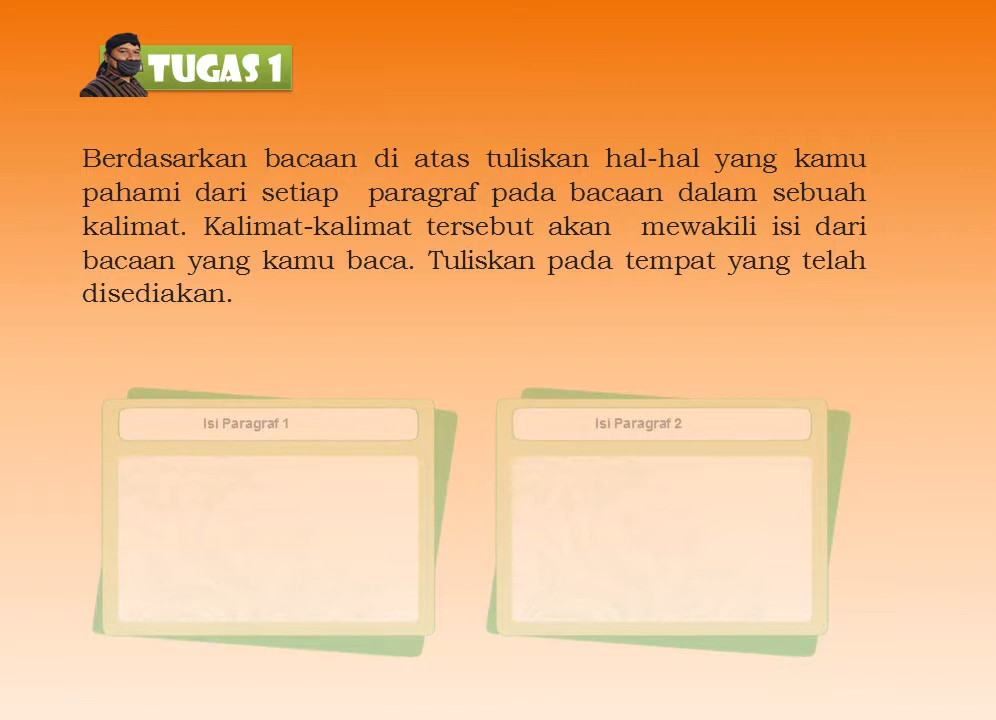 TUGAS 1
Berdasarkan bacaan di atas tuliskan hal-hal yang kamu
pahami dari setiap paragraf pada bacaan dalam sebuah
kalimat. Kalimat-kalimat tersebut akan mewakili isi dari
bacaan yang kamu baca. Tuliskan pada tempat yang telah
disediakan.
Isi Paragraf 1
Isi Paragraf 2